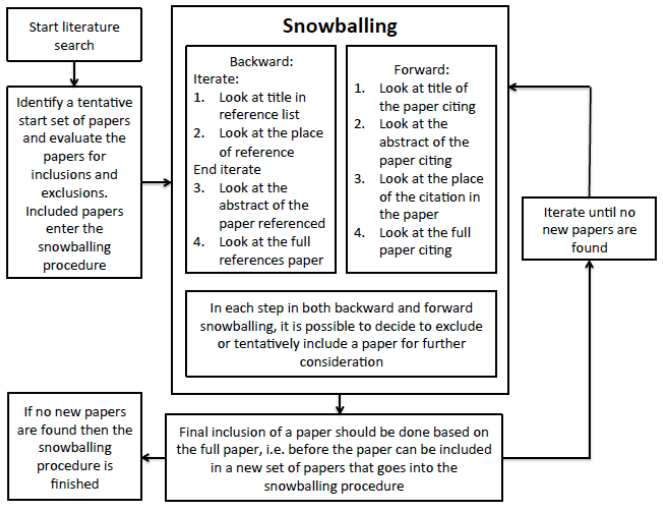 Start literature
search
Identify a tentative
start set of papers
and evaluate the
papers for
inclusions and
exclusions.
Included papers
enter the
snowballing
procedure
Snowballing
Backward:
Iterate:
1. Look at title in
reference list
2. Look at the place
of reference
End iterate
3. Look at the
abstract of the
paper referenced
4. Look at the full
references paper
Forward:
1. Look at title of
the paper citing
2. Look at the
abstract of the
paper citing
3. Look at the place
of the citation in
the paper
4. Look at the full
paper citing
In each step in both backward and forward
snowballing, it is possible to decide to exclude
or tentatively include a paper for further
consideration
Iterate until no
new papers are
found
If no new papers
are found then the
snowballing
procedure is
finished
Final inclusion of a paper should be done based on
the full paper, i.e. before the paper can be included
in a new set of papers that goes into the
snowballing procedure